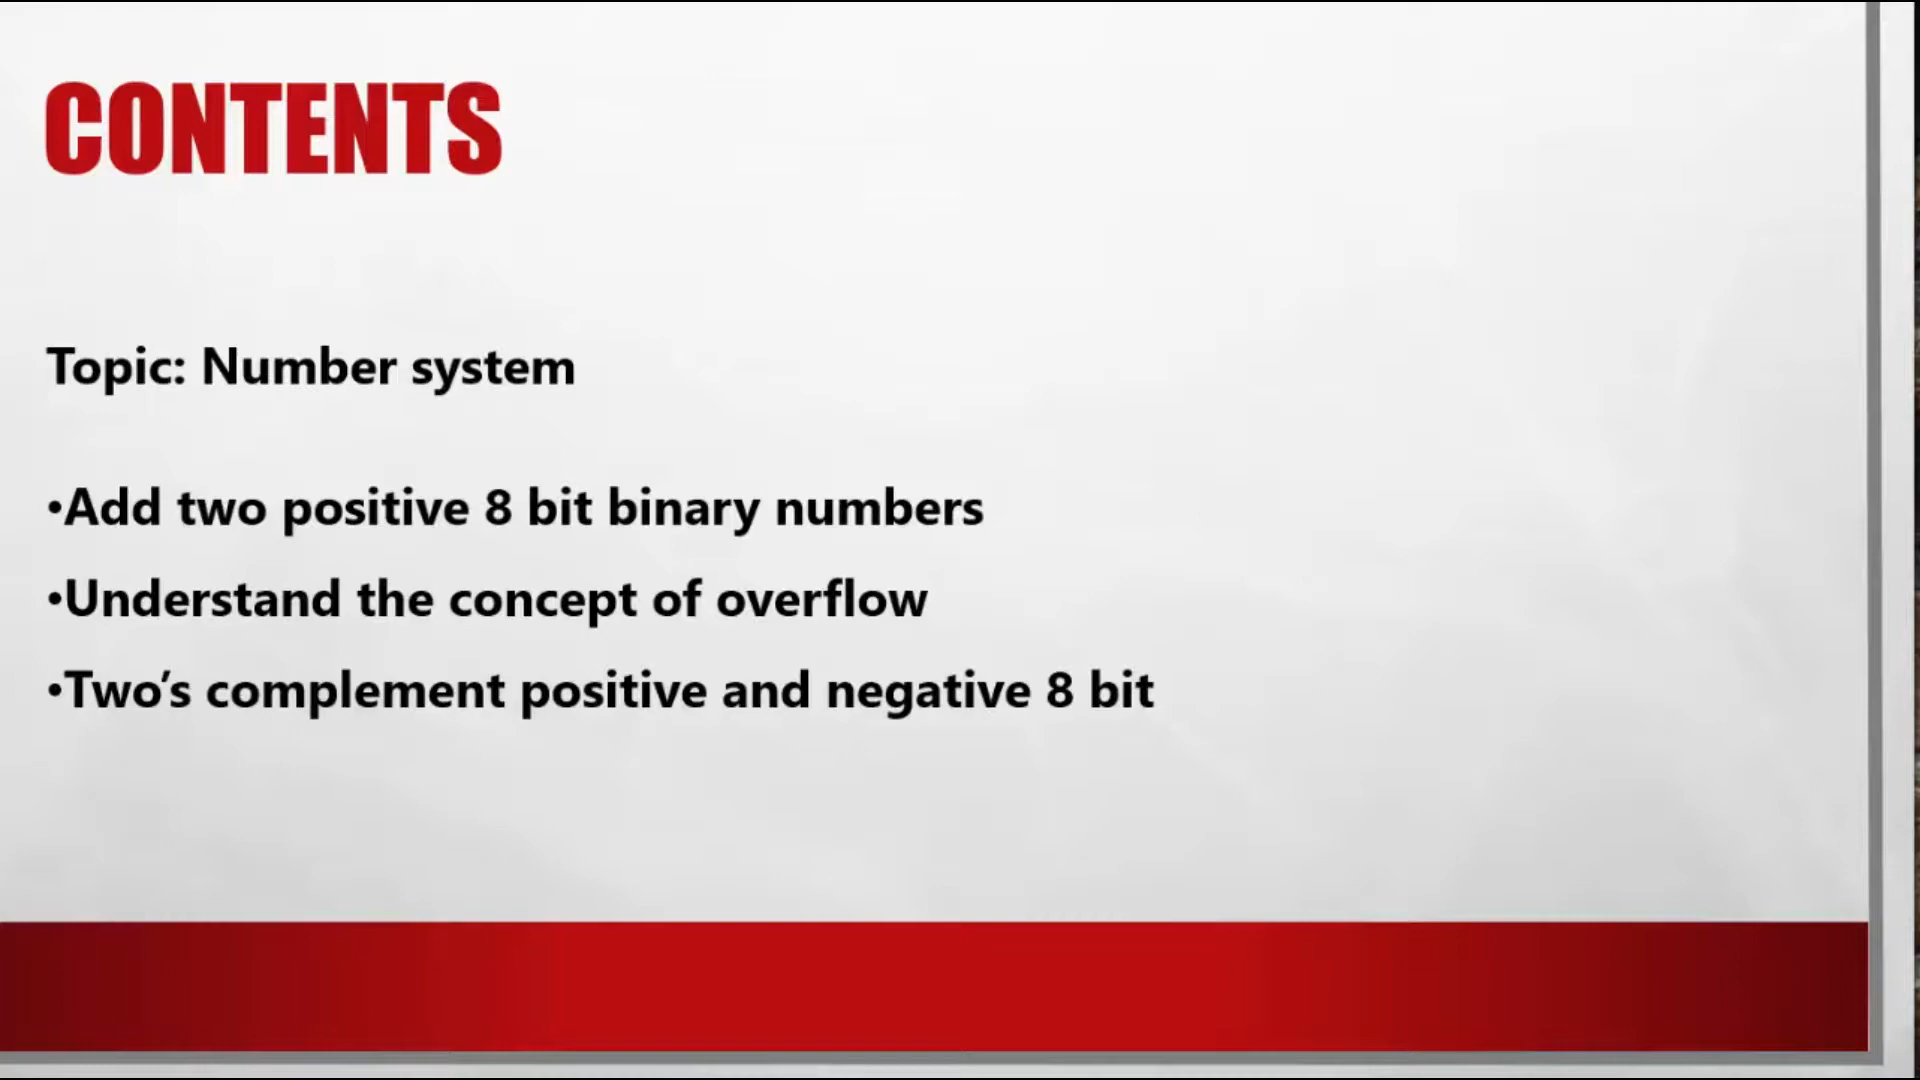 CONTENTS
Topic: Number system
•Add two positive 8 bit binary numbers
•Understand the concept of overflow
•Two’s complement positive and negative 8 bit